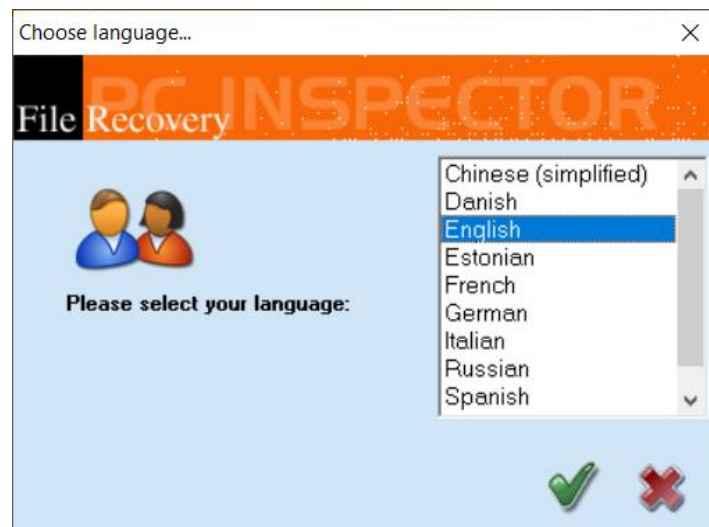 Choose language...
PC INSPECTOR
File Recovery
Please select your language:
Chinese (simplified)
Danish
English
Estonian
French
German
Italian
Russian
Spanish